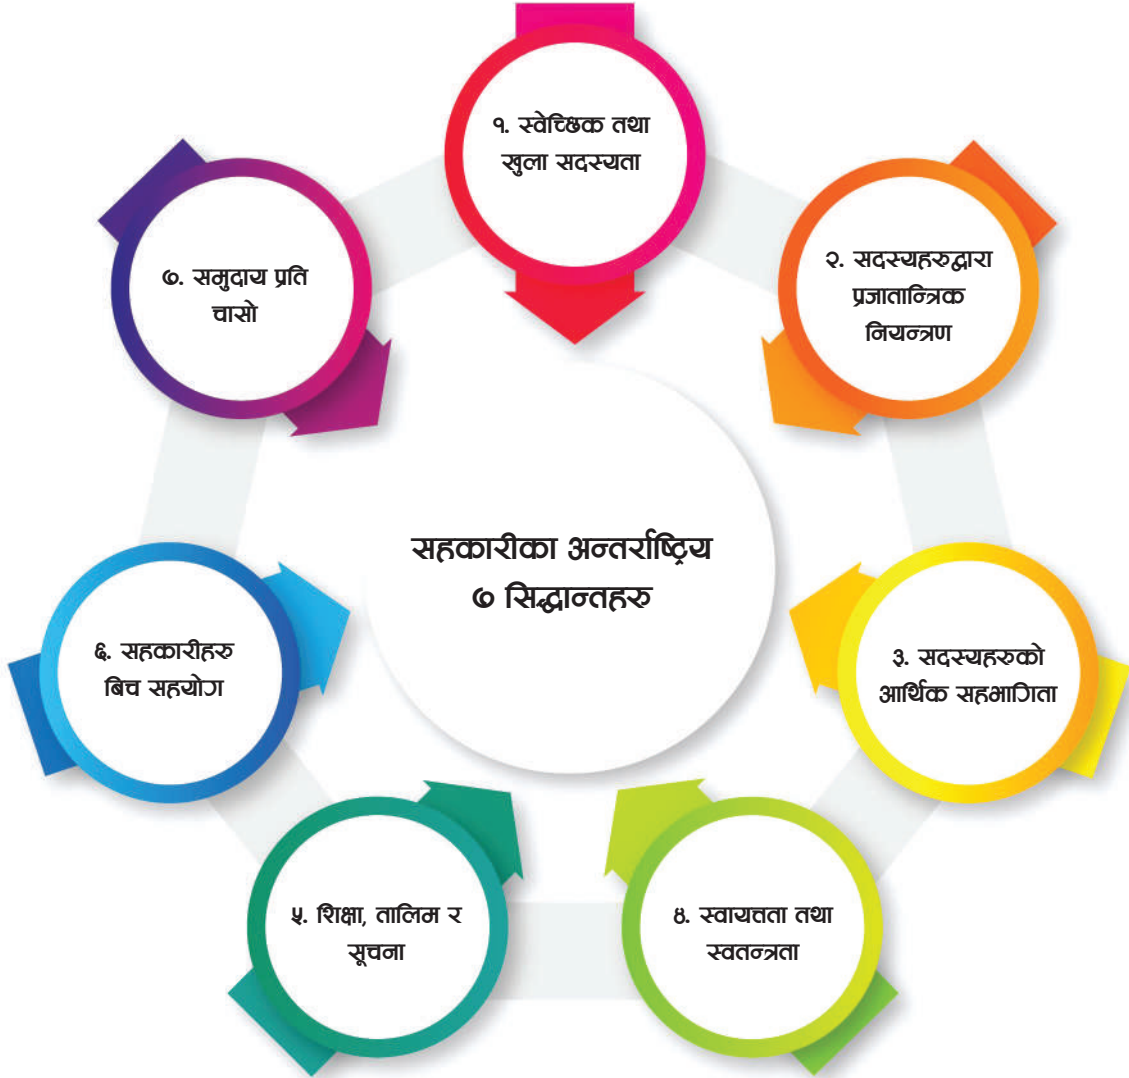 १. स्वेच्छिक तथा
खुला सदस्यता
२. सदस्यहरुद्वारा
प्रजातान्त्रिक
नियन्त्रण
३. सदस्यहरुको
आर्थिक सहभागिता
४. स्वायत्तता तथा
स्वतन्त्रता
५. शिक्षा, तालिम र
सूचना
६. सहकारीहरु
बिच सहयोग
७. समुदाय प्रति
चासो
सहकारीका अन्तर्राष्ट्रिय
७ सिद्धान्तहरु